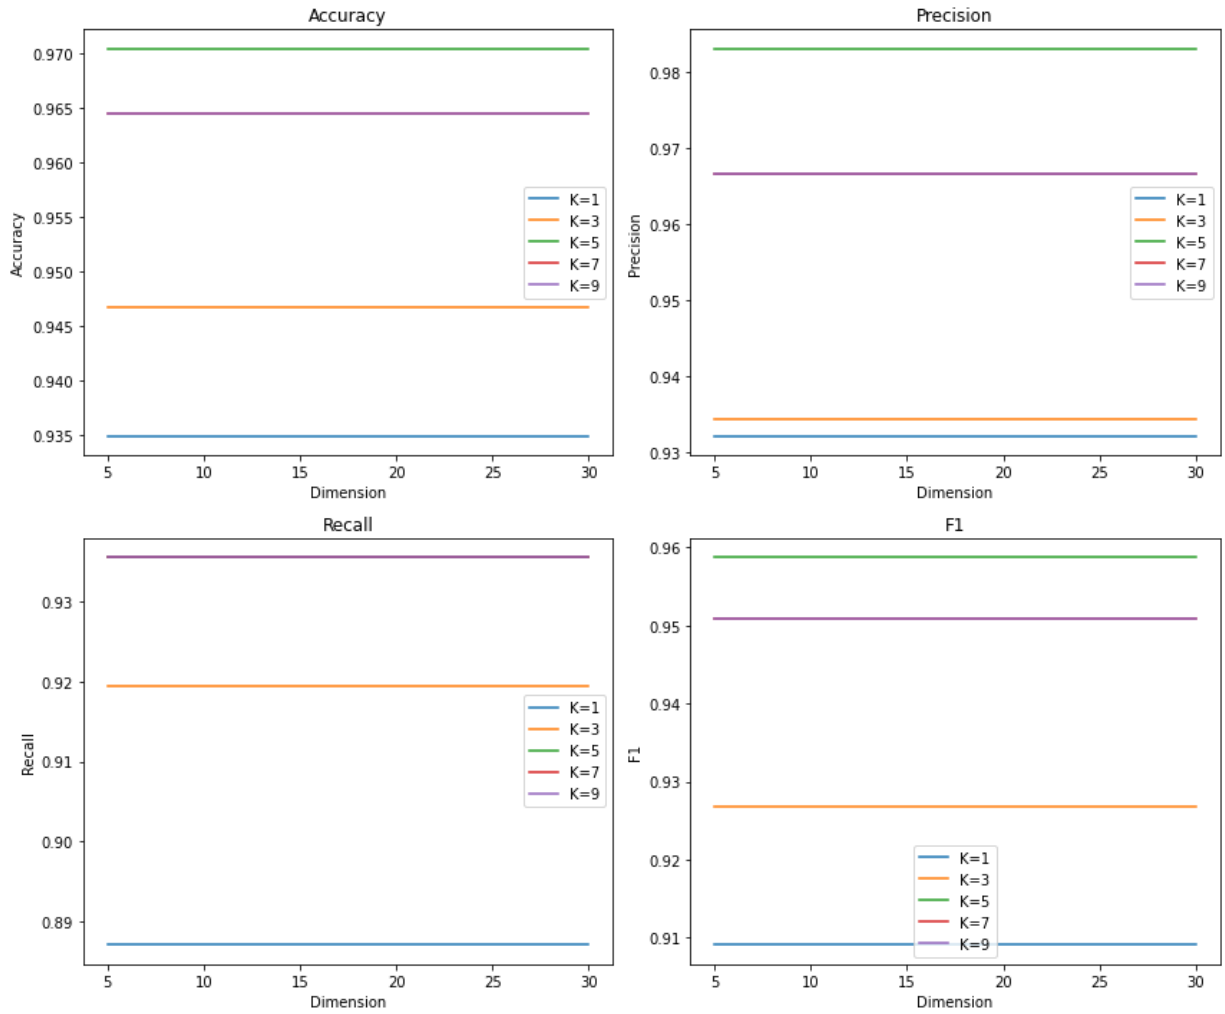 Accuracy
0.970
0.965
0.960
0.955
0.950
0.945
0.940
0.935
Accuracy
K=1
K=3
K=5
K=7
K=9
5 10 15 20 25 30
Dimension
Precision
0.98
0.97
0.96
0.95
0.94
0.93
Precision
K=1
K=3
K=5
K=7
K=9
5 10 15 20 25 30
Dimension
Recall
0.93
0.92
0.91
0.90
0.89
Recall
K=1
K=3
K=5
K=7
K=9
5 10 15 20 25 30
Dimension
F1
0.96
0.95
0.94
0.93
0.92
0.91
F1
K=1
K=3
K=5
K=7
K=9
5 10 15 20 25 30
Dimension